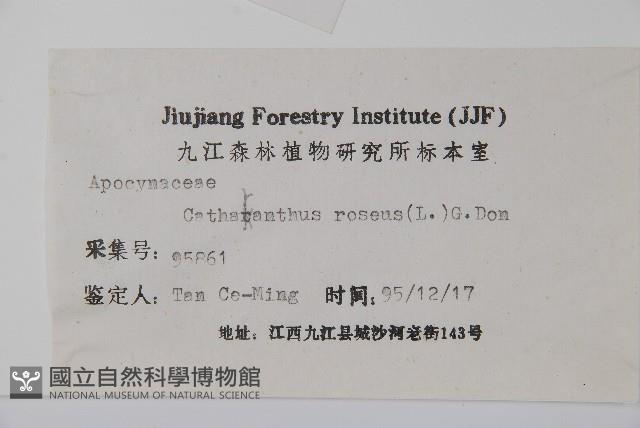 Jiujiang Forestry Institute (JJF)
九江森林植物研究所标本室
Apocynaceae
Catharanthus roseus(L.)G.Don
采集号: 95861
鉴定人: Tan Ce-Ming 时间: 95/12/17
地址: 江西九江县城沙河老街143号
國立自然科學博物館
NATIONAL MUSEUM OF NATURAL SCIENCE